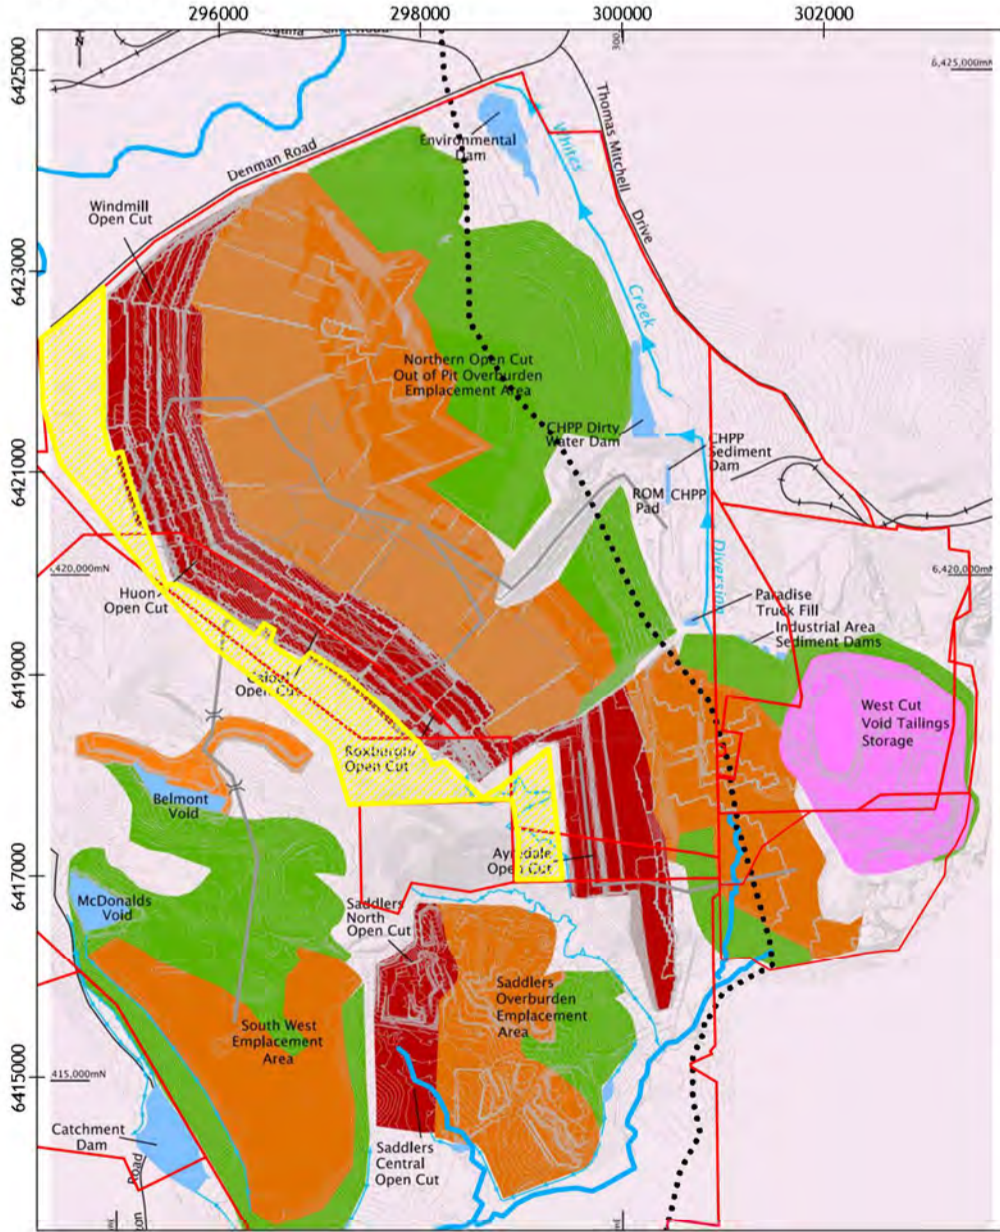 296000
298000
300000
302000
6425000
6423000
6421000
6419000
6417000
6415000
N
6,425,000mN
Denman Road
Environmental
Dam
Whites
Creek
Thomas Mitchell
Drive
Windmill
Open Cut
Northern Open Cut
Out of Pit Overburden
Emplacement Area
CHPP Dirty
Water Dam
CHPP
Sediment
Dam
ROM CHPP
Pad
Diversion
6,420,000mN
6,420,000mN
Huon
Open Cut
Paradise
Truck Fill
Industrial Area
Sediment Dams
Open Cut
West Cut
Void Tailings
Storage
Roxburgh
Open Cut
Belmont
Void
Ayredale
Open Cut
McDonalds
Void
Saddlers
North
Open Cut
Saddlers
Overburden
Emplacement
Area
South West
Emplacement
Area
415,000mN
Catchment
Dam
Road
Saddlers
Central
Open Cut